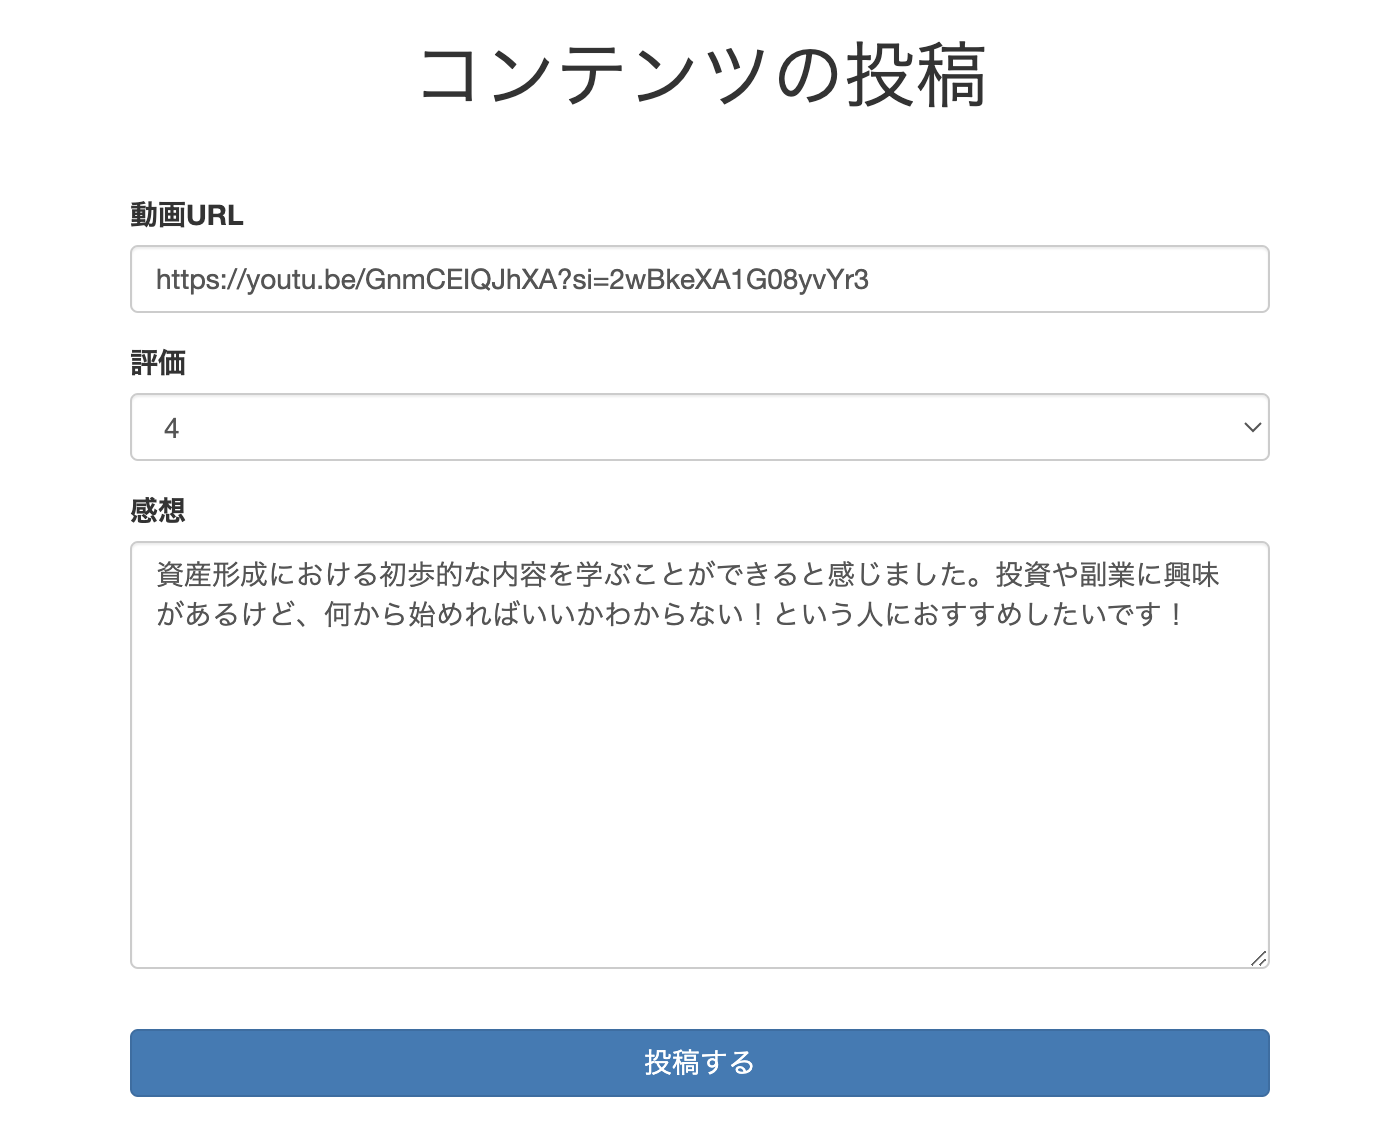 コンテンツの投稿
動画URL
https://youtu.be/GnmCElQJhXA?si=2wBkeXA1G08yvYr3
評価
4
感想
資産形成における初歩的な内容を学ぶことができると感じました。投資や副業に興味
があるけど、何から始めればいいかわからない！という人におすすめしたいです！
投稿する